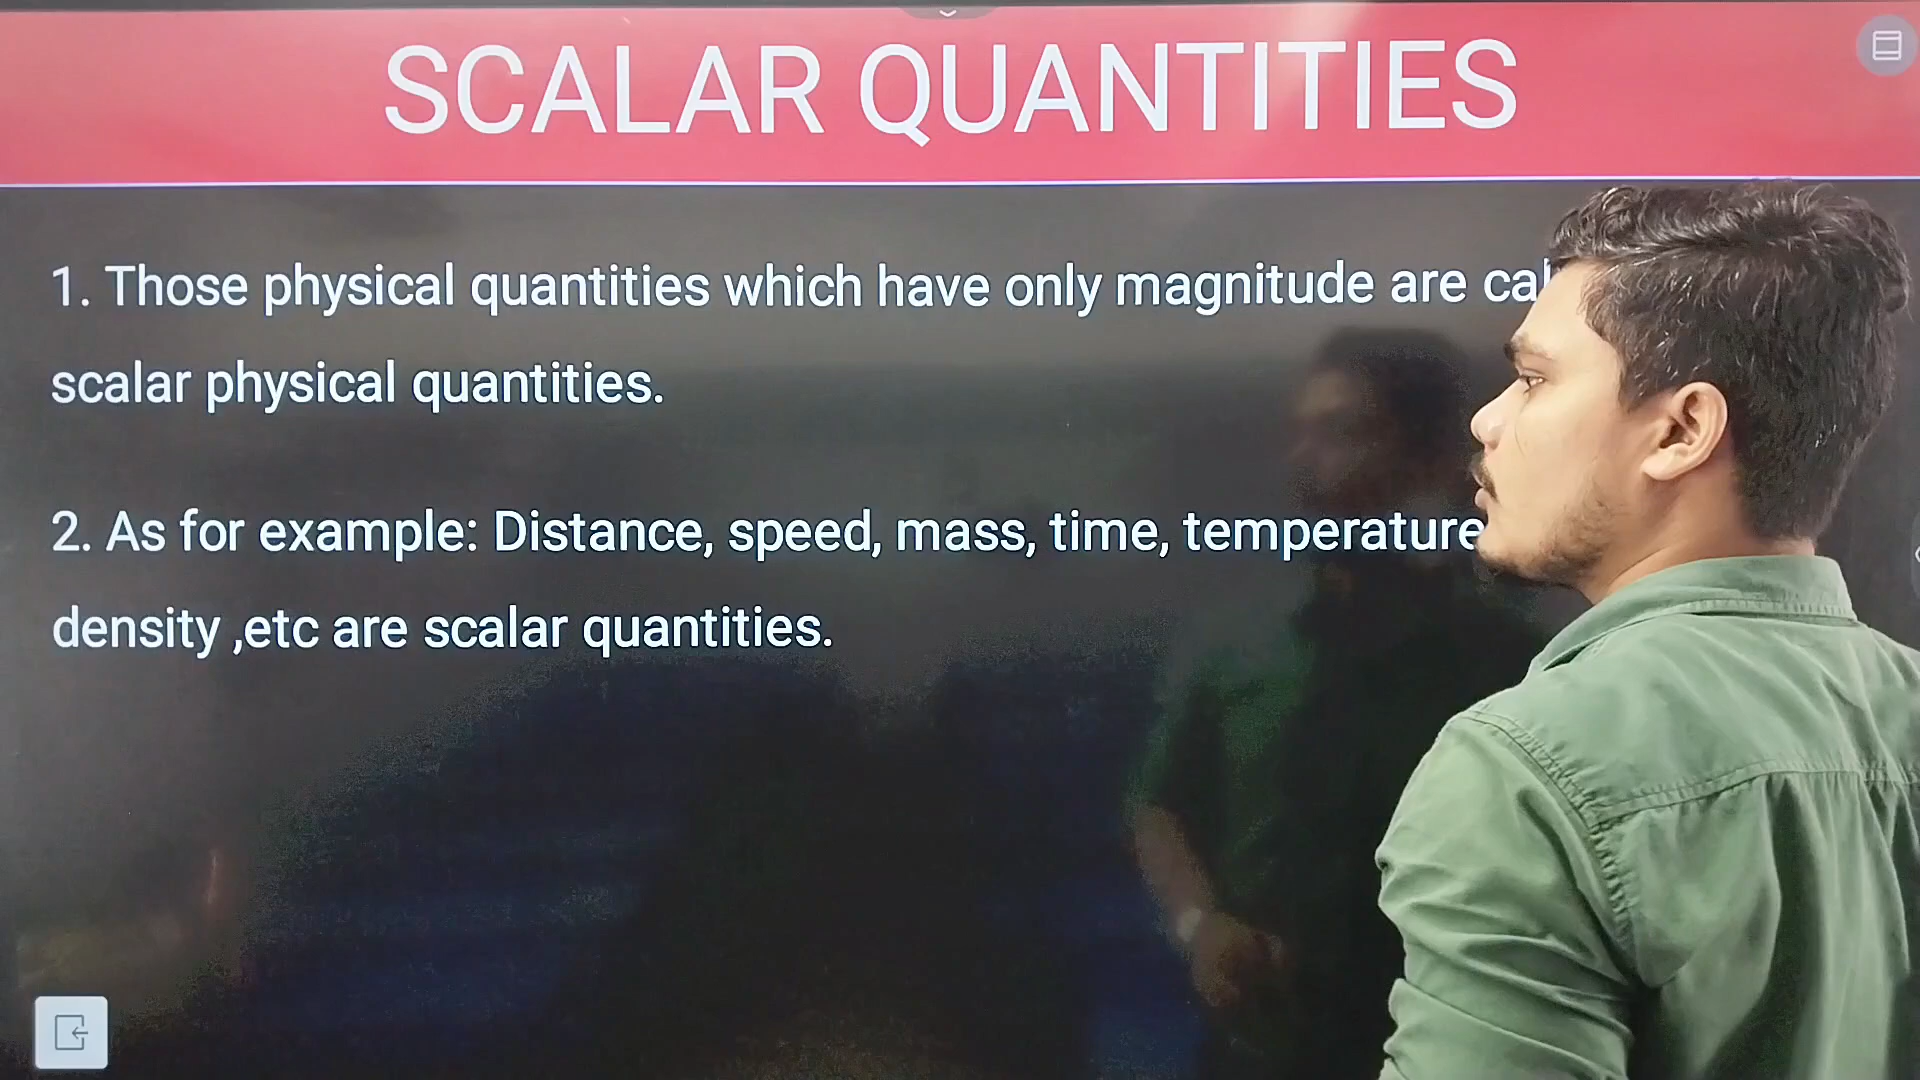 SCALAR QUANTITIES
1. Those physical quantities which have only magnitude are
scalar physical quantities.
2. As for example: Distance, speed, mass, time, temperature
density ,etc are scalar quantities.